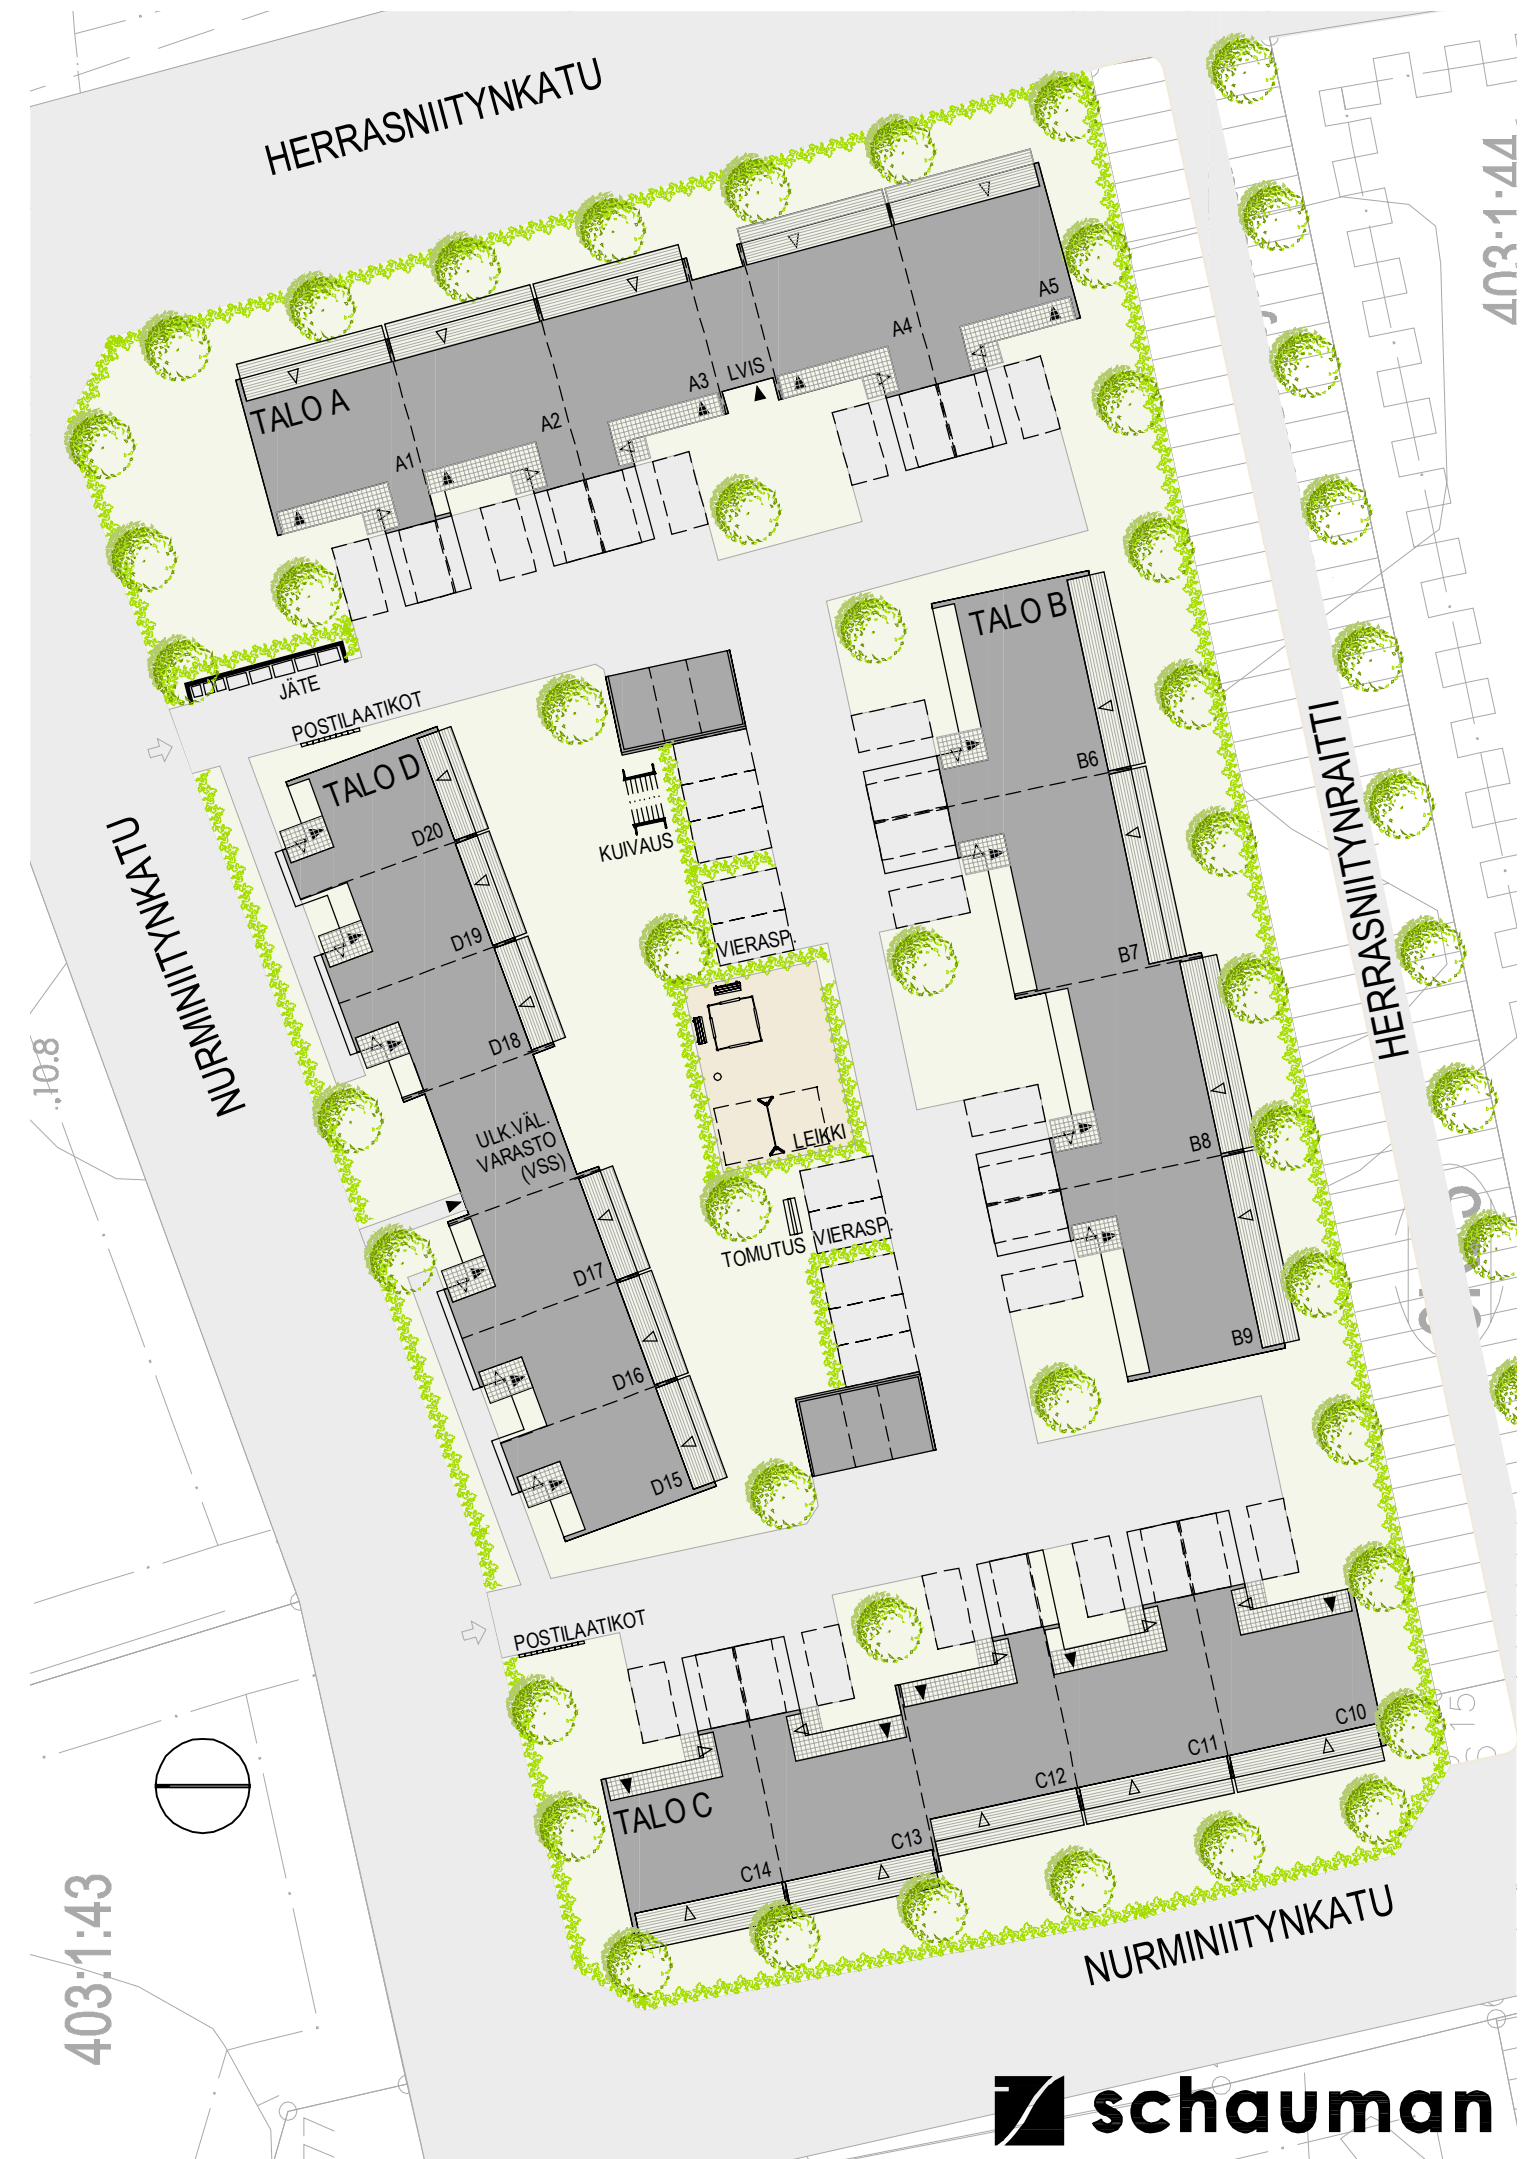 HERRASNIITYNKATU
403:1:44
A5
A4
LVIS
A3
TALO A
A2
A1
TALO B
JÄTE
POSTILAATIKOT
HERRASNIITYNRAITTI
B6
TALO D
D20
KUIVAUS
NURMINIITYNKATU
D19
VIERASP.
B7
D18
10:8
ULK.VÄL.
VARASTO
(VSS)
LEIKKI
B8
TOMUTUS
VIERASP.
D17
B9
D16
D15
POSTILAATIKOT
C10
C11
C12
TALO C
C13
C14
403:1:43
NURMINIITYNKATU
schauman